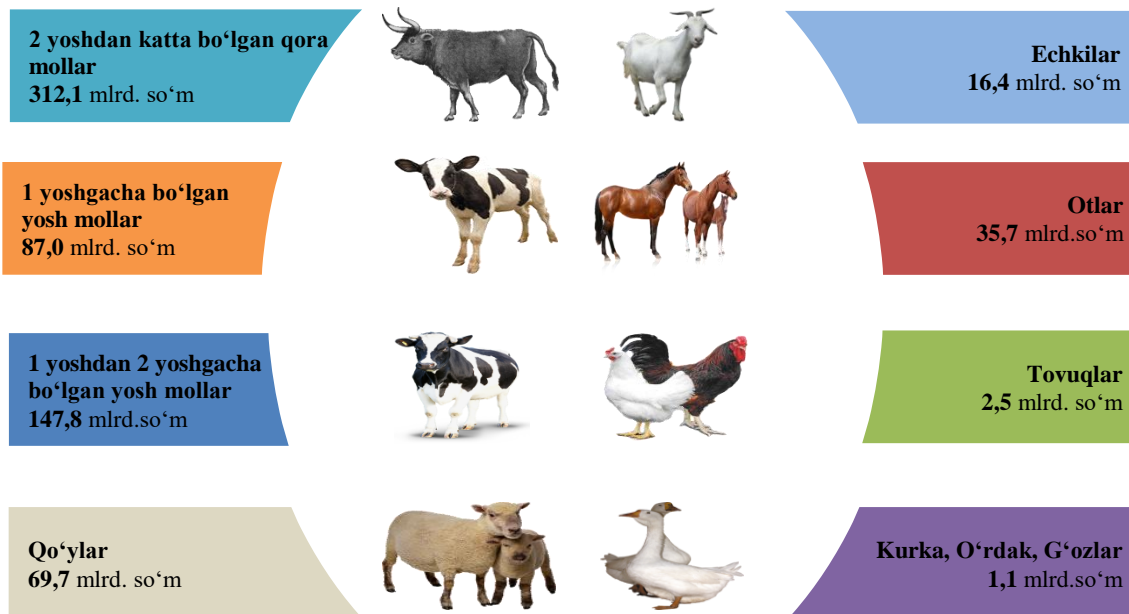 2 yoshdan katta bo‘lgan qora
mollar
312,1 mlrd. so‘m
Echkilar
16,4 mlrd. so‘m
1 yoshgacha bo‘lgan
yosh mollar
87,0 mlrd. so‘m
Otlar
35,7 mlrd.so‘m
1 yoshdan 2 yoshgacha
bo‘lgan yosh mollar
147,8 mlrd.so‘m
Tovuqlar
2,5 mlrd. so‘m
Qo‘ylar
69,7 mlrd. so‘m
Kurka, O‘rdak, G‘ozlar
1,1 mlrd.so‘m